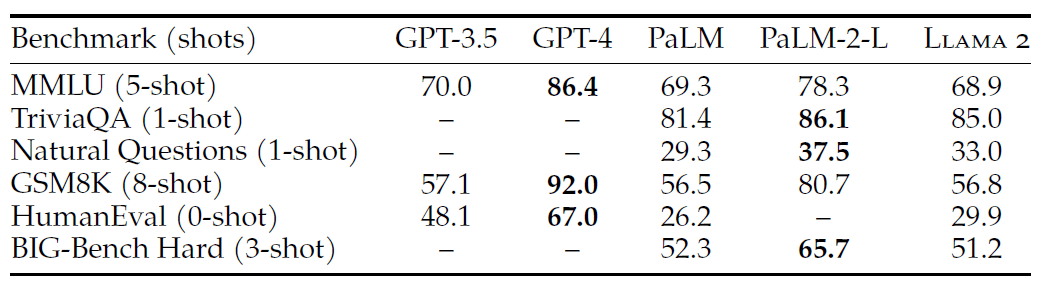 Benchmark (shots) GPT-3.5 GPT-4 PaLM PaLM-2-L LLAMA 2
MMLU (5-shot) 70.0 86.4 69.3 78.3 68.9
TriviaQA (1-shot) – – 81.4 86.1 85.0
Natural Questions (1-shot) – – 29.3 37.5 33.0
GSM8K (8-shot) 57.1 92.0 56.5 80.7 56.8
HumanEval (0-shot) 48.1 67.0 26.2 – 29.9
BIG-Bench Hard (3-shot) – – 52.3 65.7 51.2